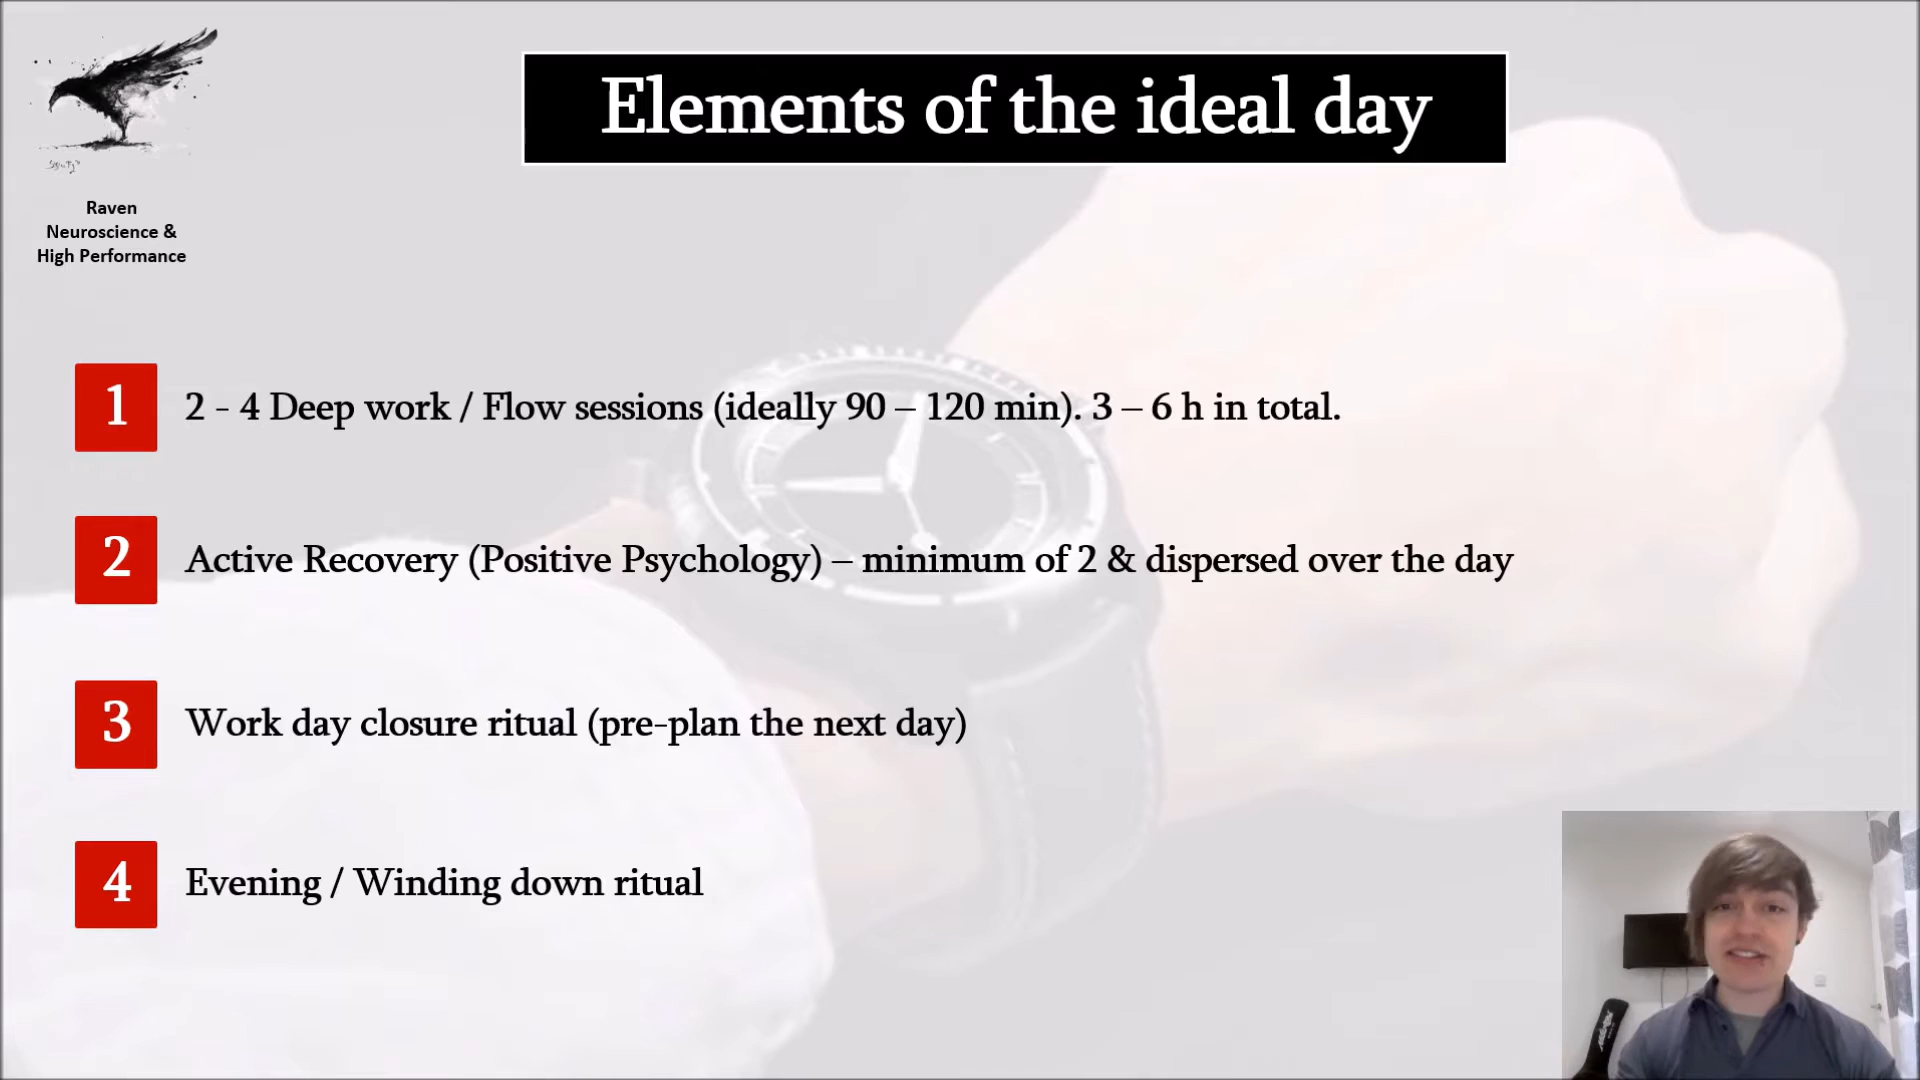 Elements of the ideal day
Raven
Neuroscience &
High Performance
1 2 - 4 Deep work / Flow sessions (ideally 90 – 120 min). 3 – 6 h in total.
2 Active Recovery (Positive Psychology) – minimum of 2 & dispersed over the day
3 Work day closure ritual (pre-plan the next day)
4 Evening / Winding down ritual